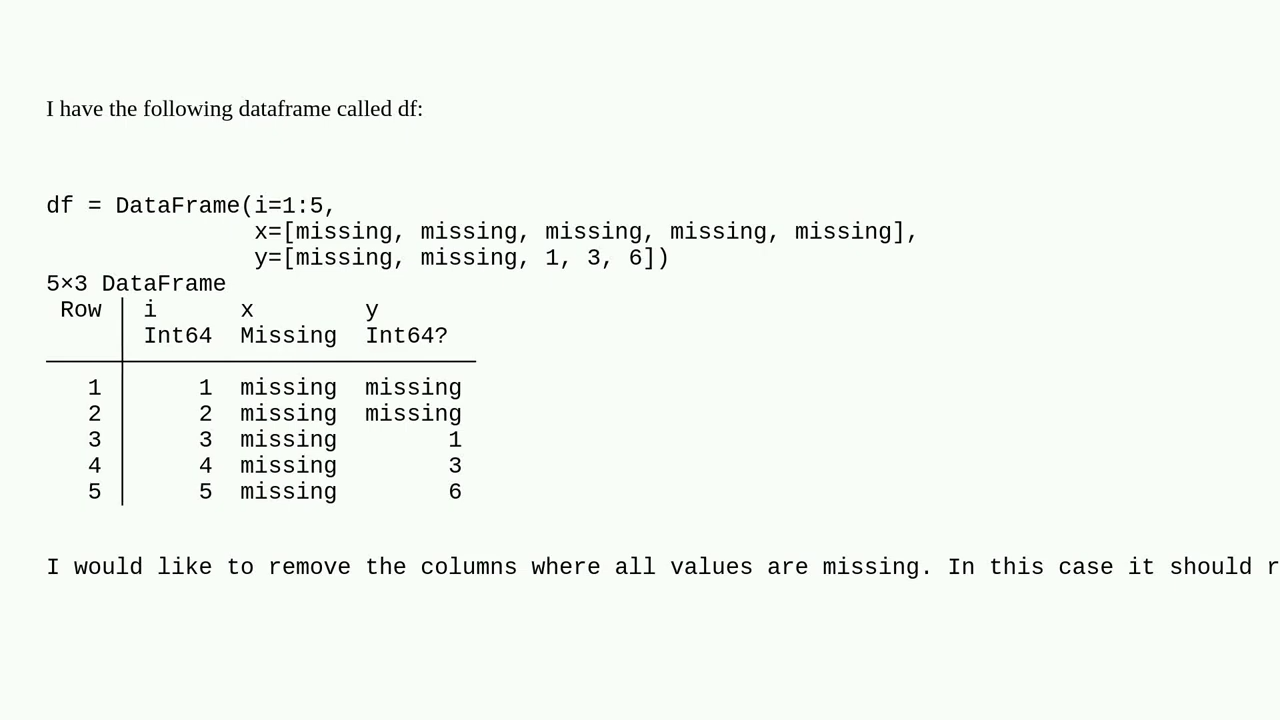 I have the following dataframe called df:
df = DataFrame(i=1:5,
x=[missing, missing, missing, missing, missing],
y=[missing, missing, 1, 3, 6])
5×3 DataFrame
Row │ i x y
│ Int64 Missing Int64?
1 │ 1 missing missing
2 │ 2 missing missing
3 │ 3 missing 1
4 │ 4 missing 3
5 │ 5 missing 6
I would like to remove the columns where all values are missing. In this case it should